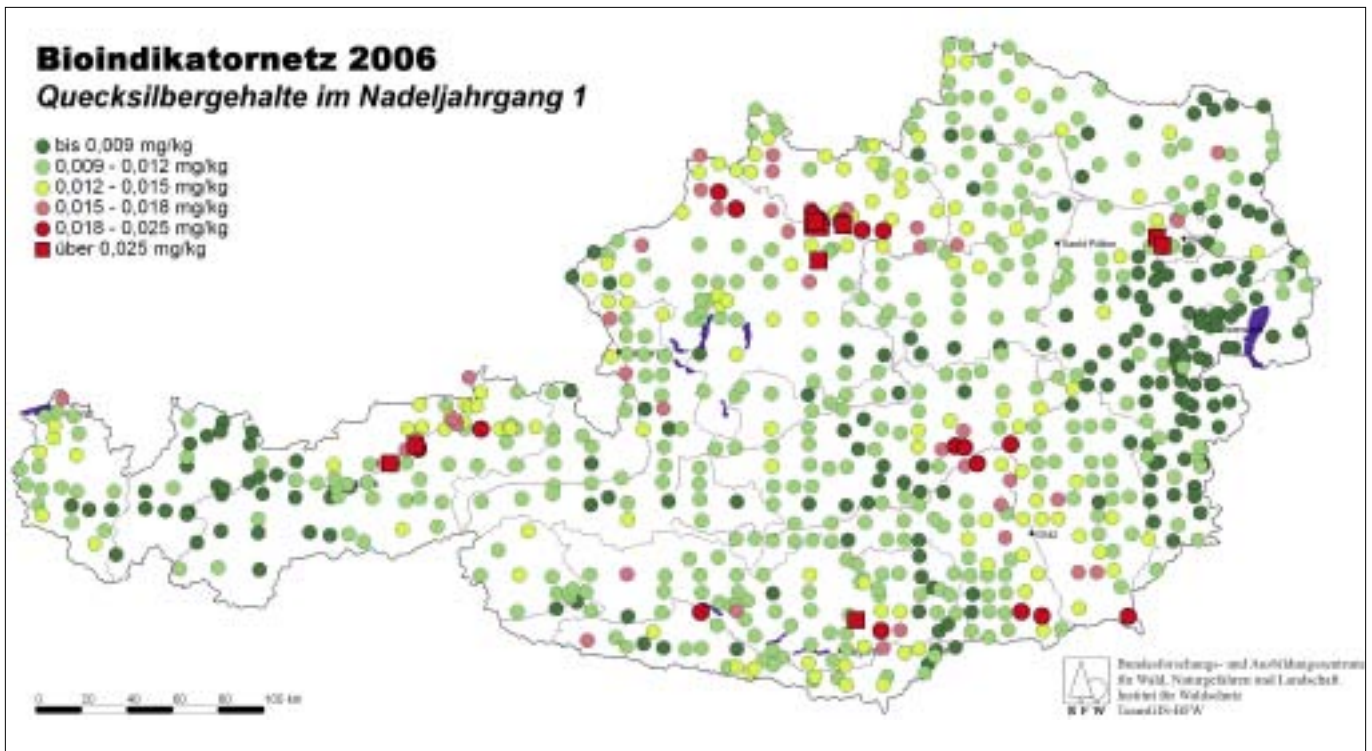 Bioindikatornetz 2006
Quecksilbergehalte im Nadeljahrgang 1
bis 0,009 mg/kg
0,009 - 0,012 mg/kg
0,012 - 0,015 mg/kg
0,015 - 0,018 mg/kg
0,018 - 0,025 mg/kg
über 0,025 mg/kg
Sankt Pölten
Graz
0 20 40 60 80 100 km
BFW
Bundesforschungs- und Ausbildungszentrum
für Wald, Naturgefahren und Landschaft
Institut für Waldschutz